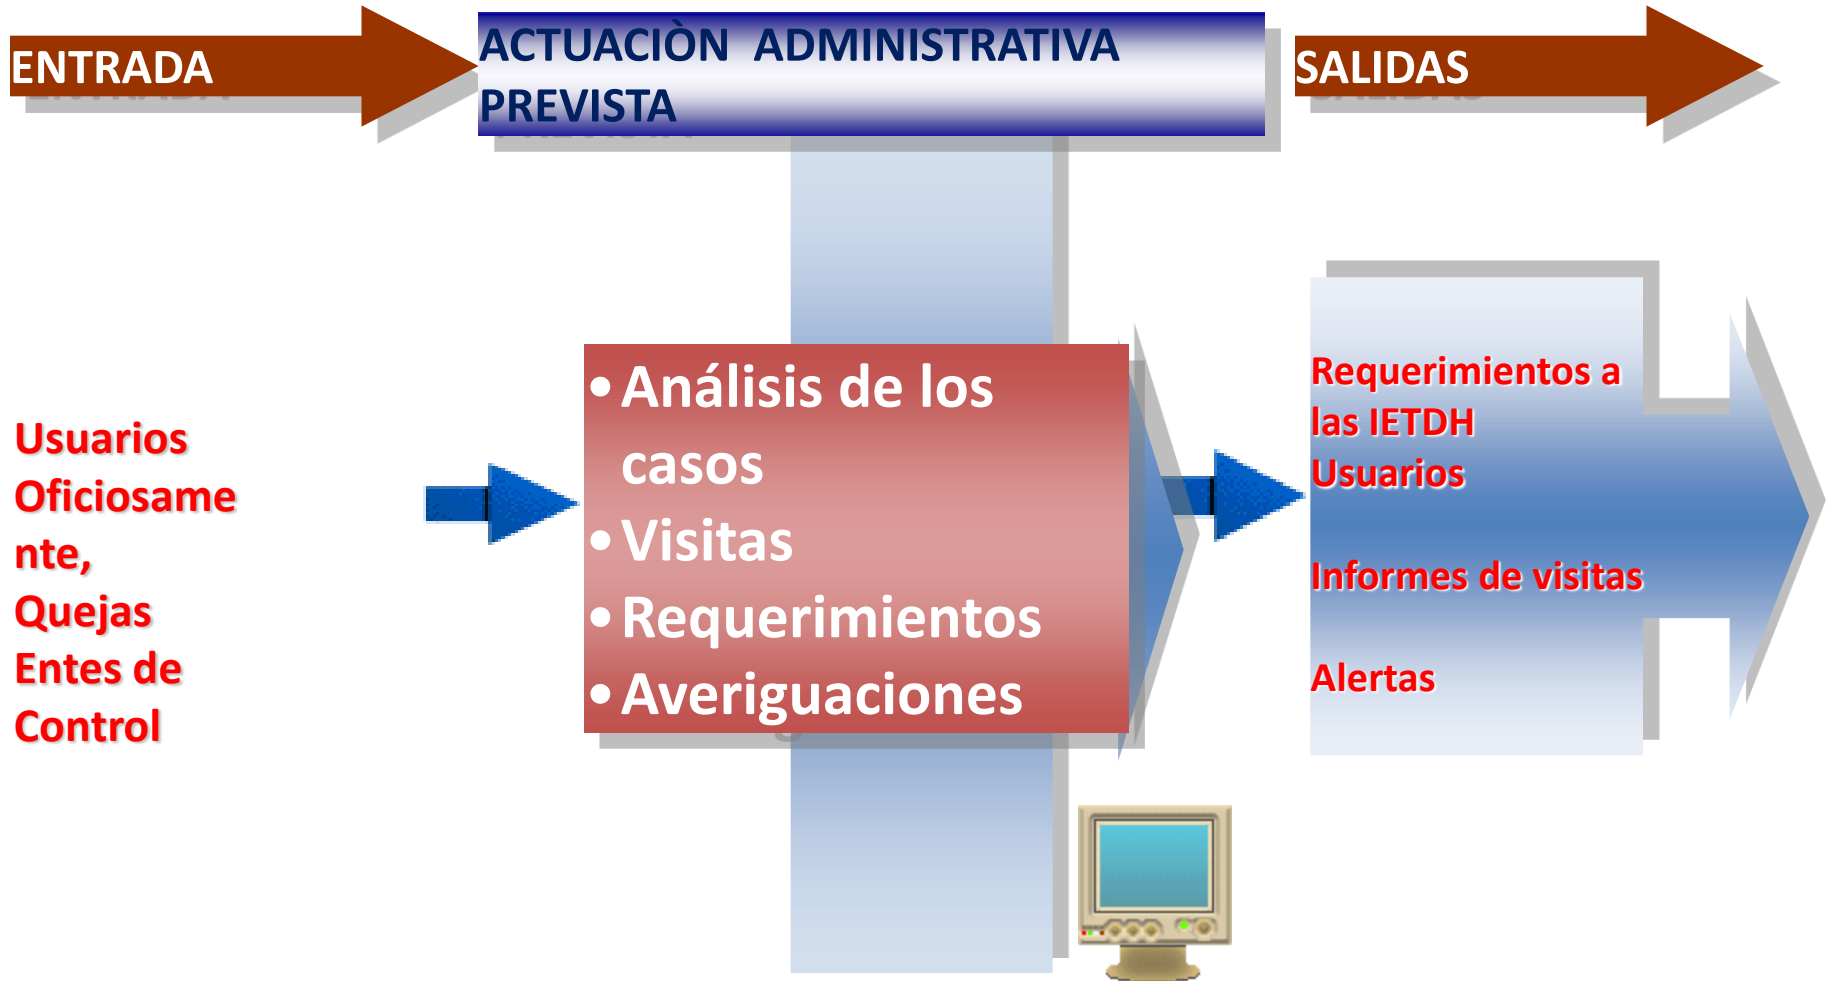 ENTRADA
ACTUACIÒN ADMINISTRATIVA
PREVISTA
SALIDAS
Usuarios
Oficiosame
nte,
Quejas
Entes de
Control
• Análisis de los
casos
• Visitas
• Requerimientos
• Averiguaciones
Requerimientos a
las IETDH
Usuarios
Informes de visitas
Alertas